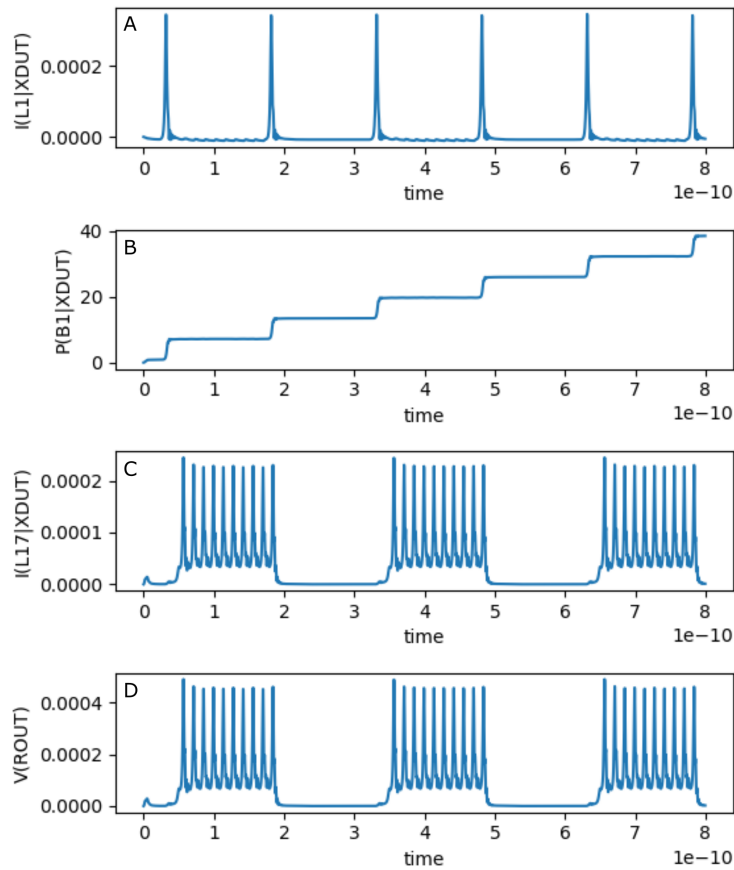 A
I(L1|XDUT)
0.0002
0.0000
0 1 2 3 4 5 6 7 8
time
1e−10
B
P(B1|XDUT)
40
20
0
0 1 2 3 4 5 6 7 8
time
1e−10
C
I(L17|XDUT)
0.0002
0.0001
0.0000
0 1 2 3 4 5 6 7 8
time
1e−10
D
V(ROUT)
0.0004
0.0002
0.0000
0 1 2 3 4 5 6 7 8
time
1e−10